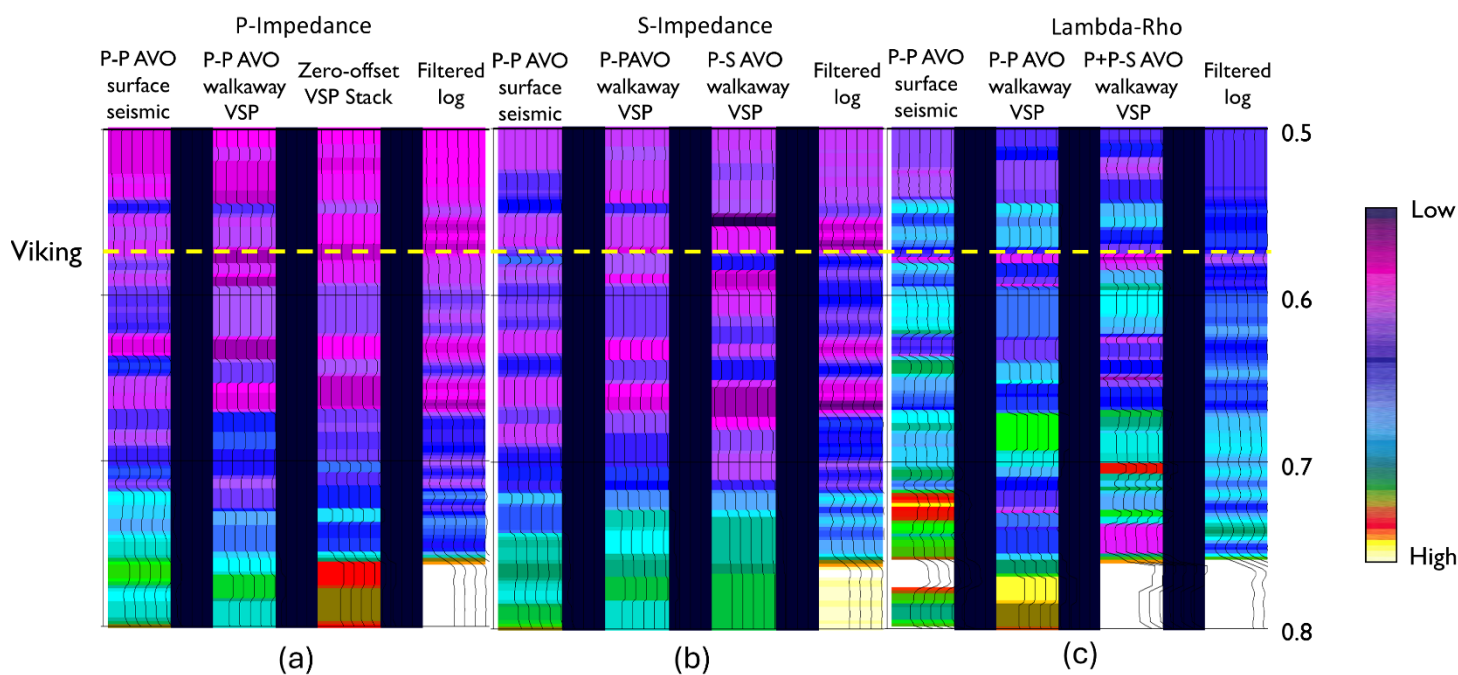 P-Impedance
S-Impedance
Lambda-Rho
P-P AVO
surface
seismic
P-P AVO
walkaway
VSP
Zero-offset
VSP Stack
Filtered
log
P-P AVO
surface
seismic
P-PAVO
walkaway
VSP
P-S AVO
walkaway
VSP
Filtered
log
P-P AVO
surface
seismic
P-P AVO
walkaway
VSP
P+P-S AVO
walkaway
VSP
Filtered
log
Viking
0.5
0.6
0.7
0.8
Low
High
(a)
(b)
(c)